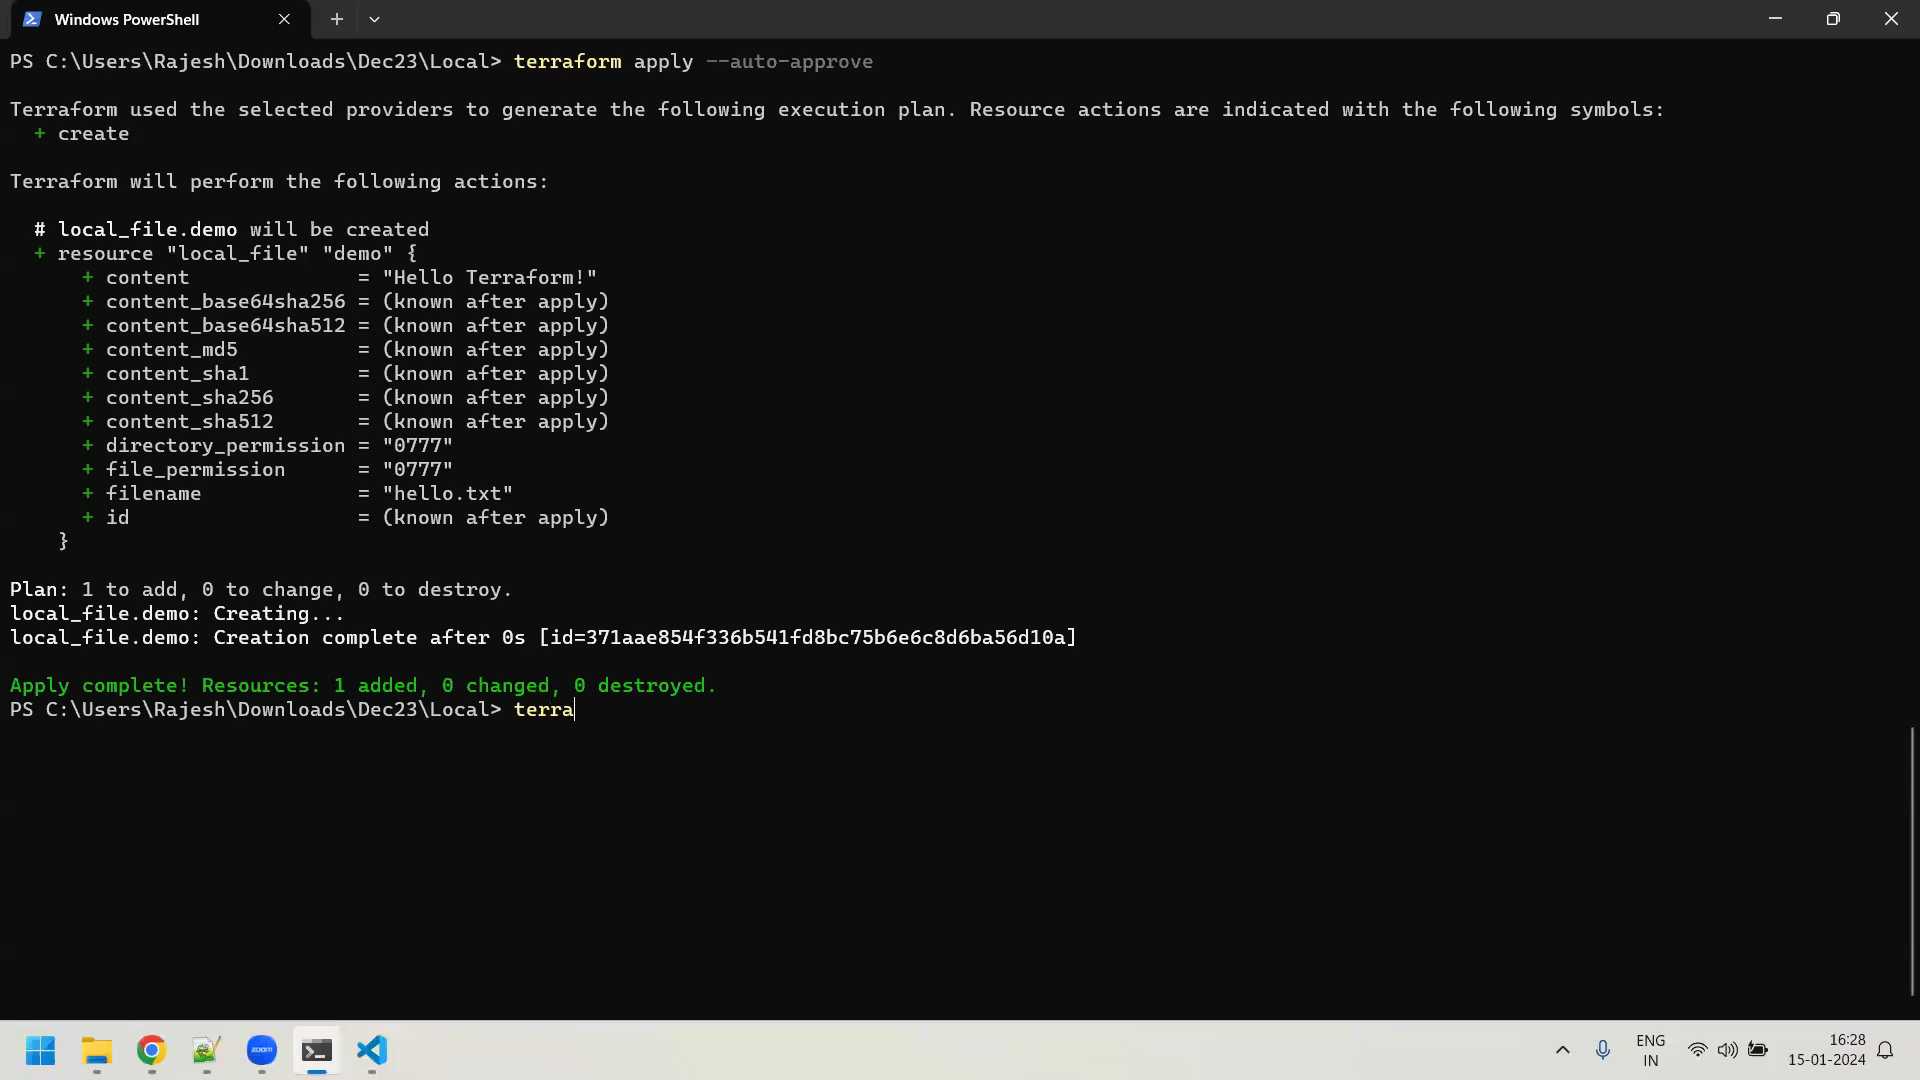 Windows PowerShell
PS C:\Users\Rajesh\Downloads\Dec23\Local> terraform apply --auto-approve
Terraform used the selected providers to generate the following execution plan. Resource actions are indicated with the following symbols:
+ create
Terraform will perform the following actions:
# local_file.demo will be created
+ resource "local_file" "demo" {
+ content = "Hello Terraform!"
+ content_base64sha256 = (known after apply)
+ content_base64sha512 = (known after apply)
+ content_md5 = (known after apply)
+ content_sha1 = (known after apply)
+ content_sha256 = (known after apply)
+ content_sha512 = (known after apply)
+ directory_permission = "0777"
+ file_permission = "0777"
+ filename = "hello.txt"
+ id = (known after apply)
}
Plan: 1 to add, 0 to change, 0 to destroy.
local_file.demo: Creating...
local_file.demo: Creation complete after 0s [id=371aae854f336b541fd8bc75b6e6c8d6ba56d10a]
Apply complete! Resources: 1 added, 0 changed, 0 destroyed.
PS C:\Users\Rajesh\Downloads\Dec23\Local> terra
zoom
ENG
IN
16:28
15-01-2024